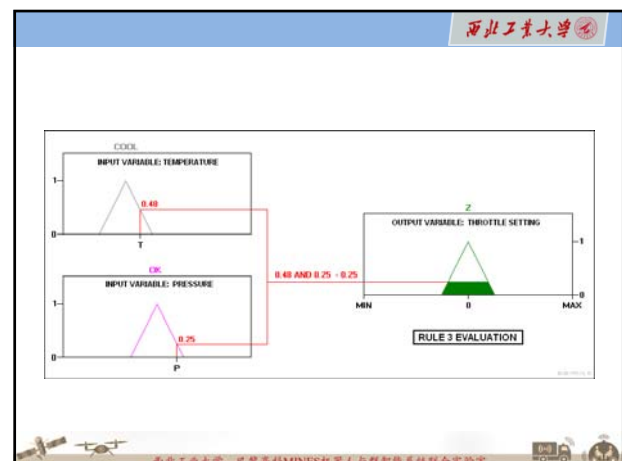 西北工业大学
COOL
INPUT VARIABLE: TEMPERATURE
1
0.48
0
T
OK
INPUT VARIABLE: PRESSURE
1
0.25
0
P
0.48 AND 0.25 - 0.25
Z
OUTPUT VARIABLE: THROTTLE SETTING
1
0
MIN
0
MAX
RULE 3 EVALUATION